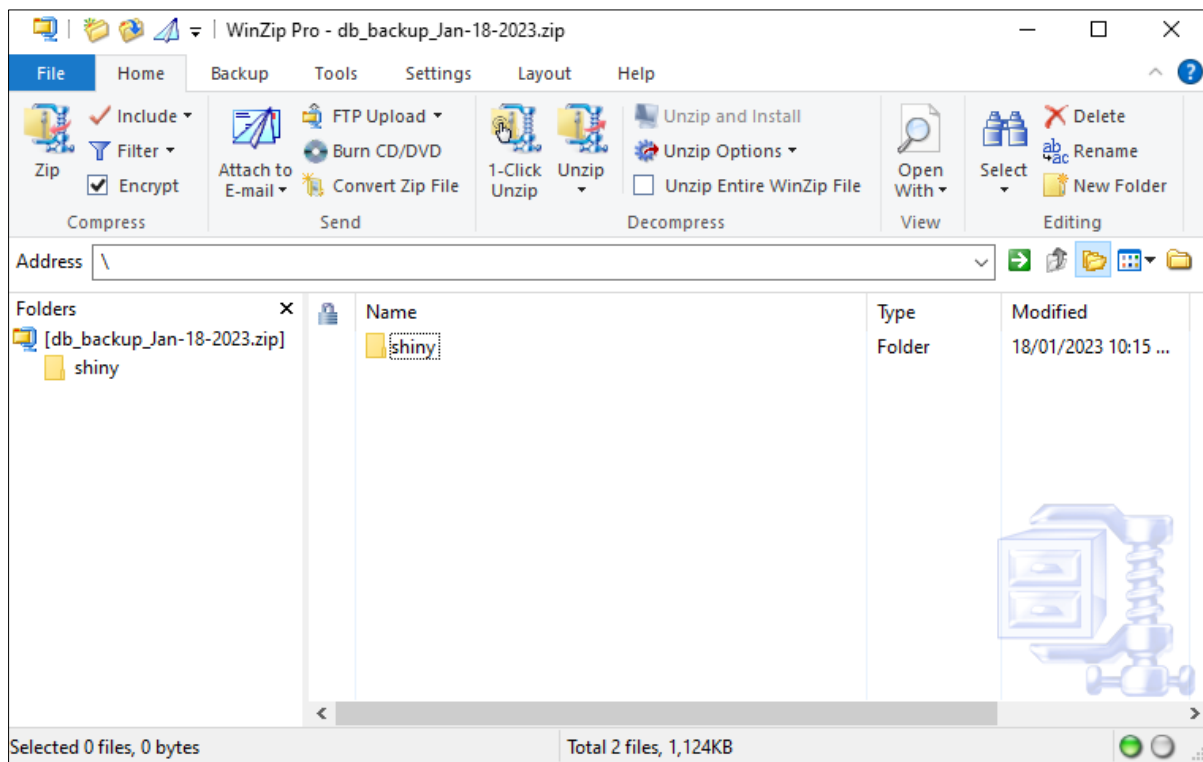 WinZip Pro - db_backup_Jan-18-2023.zip
File Home Backup Tools Settings Layout Help
Zip
Include
Filter
Encrypt
Compress
Attach to
E-mail
FTP Upload
Burn CD/DVD
Convert Zip File
Send
1-Click
Unzip
Unzip
Unzip and Install
Unzip Options
Unzip Entire WinZip File
Decompress
Open
With
View
Select
Delete
Rename
New Folder
Editing
Address \
Folders
[db_backup_Jan-18-2023.zip]
shiny
Name Type Modified
shiny Folder 18/01/2023 10:15 ...
Selected 0 files, 0 bytes
Total 2 files, 1,124KB